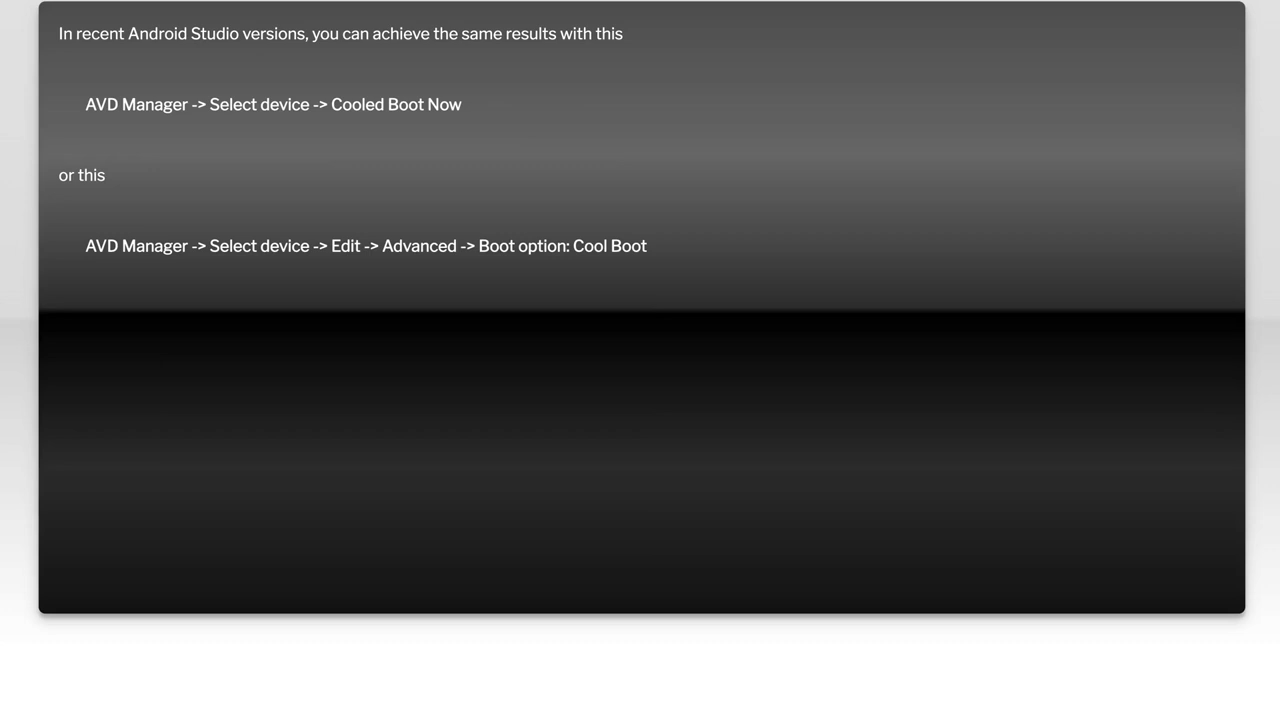 In recent Android Studio versions, you can achieve the same results with this
AVD Manager -> Select device -> Cooled Boot Now
or this
AVD Manager -> Select device -> Edit -> Advanced -> Boot option: Cool Boot